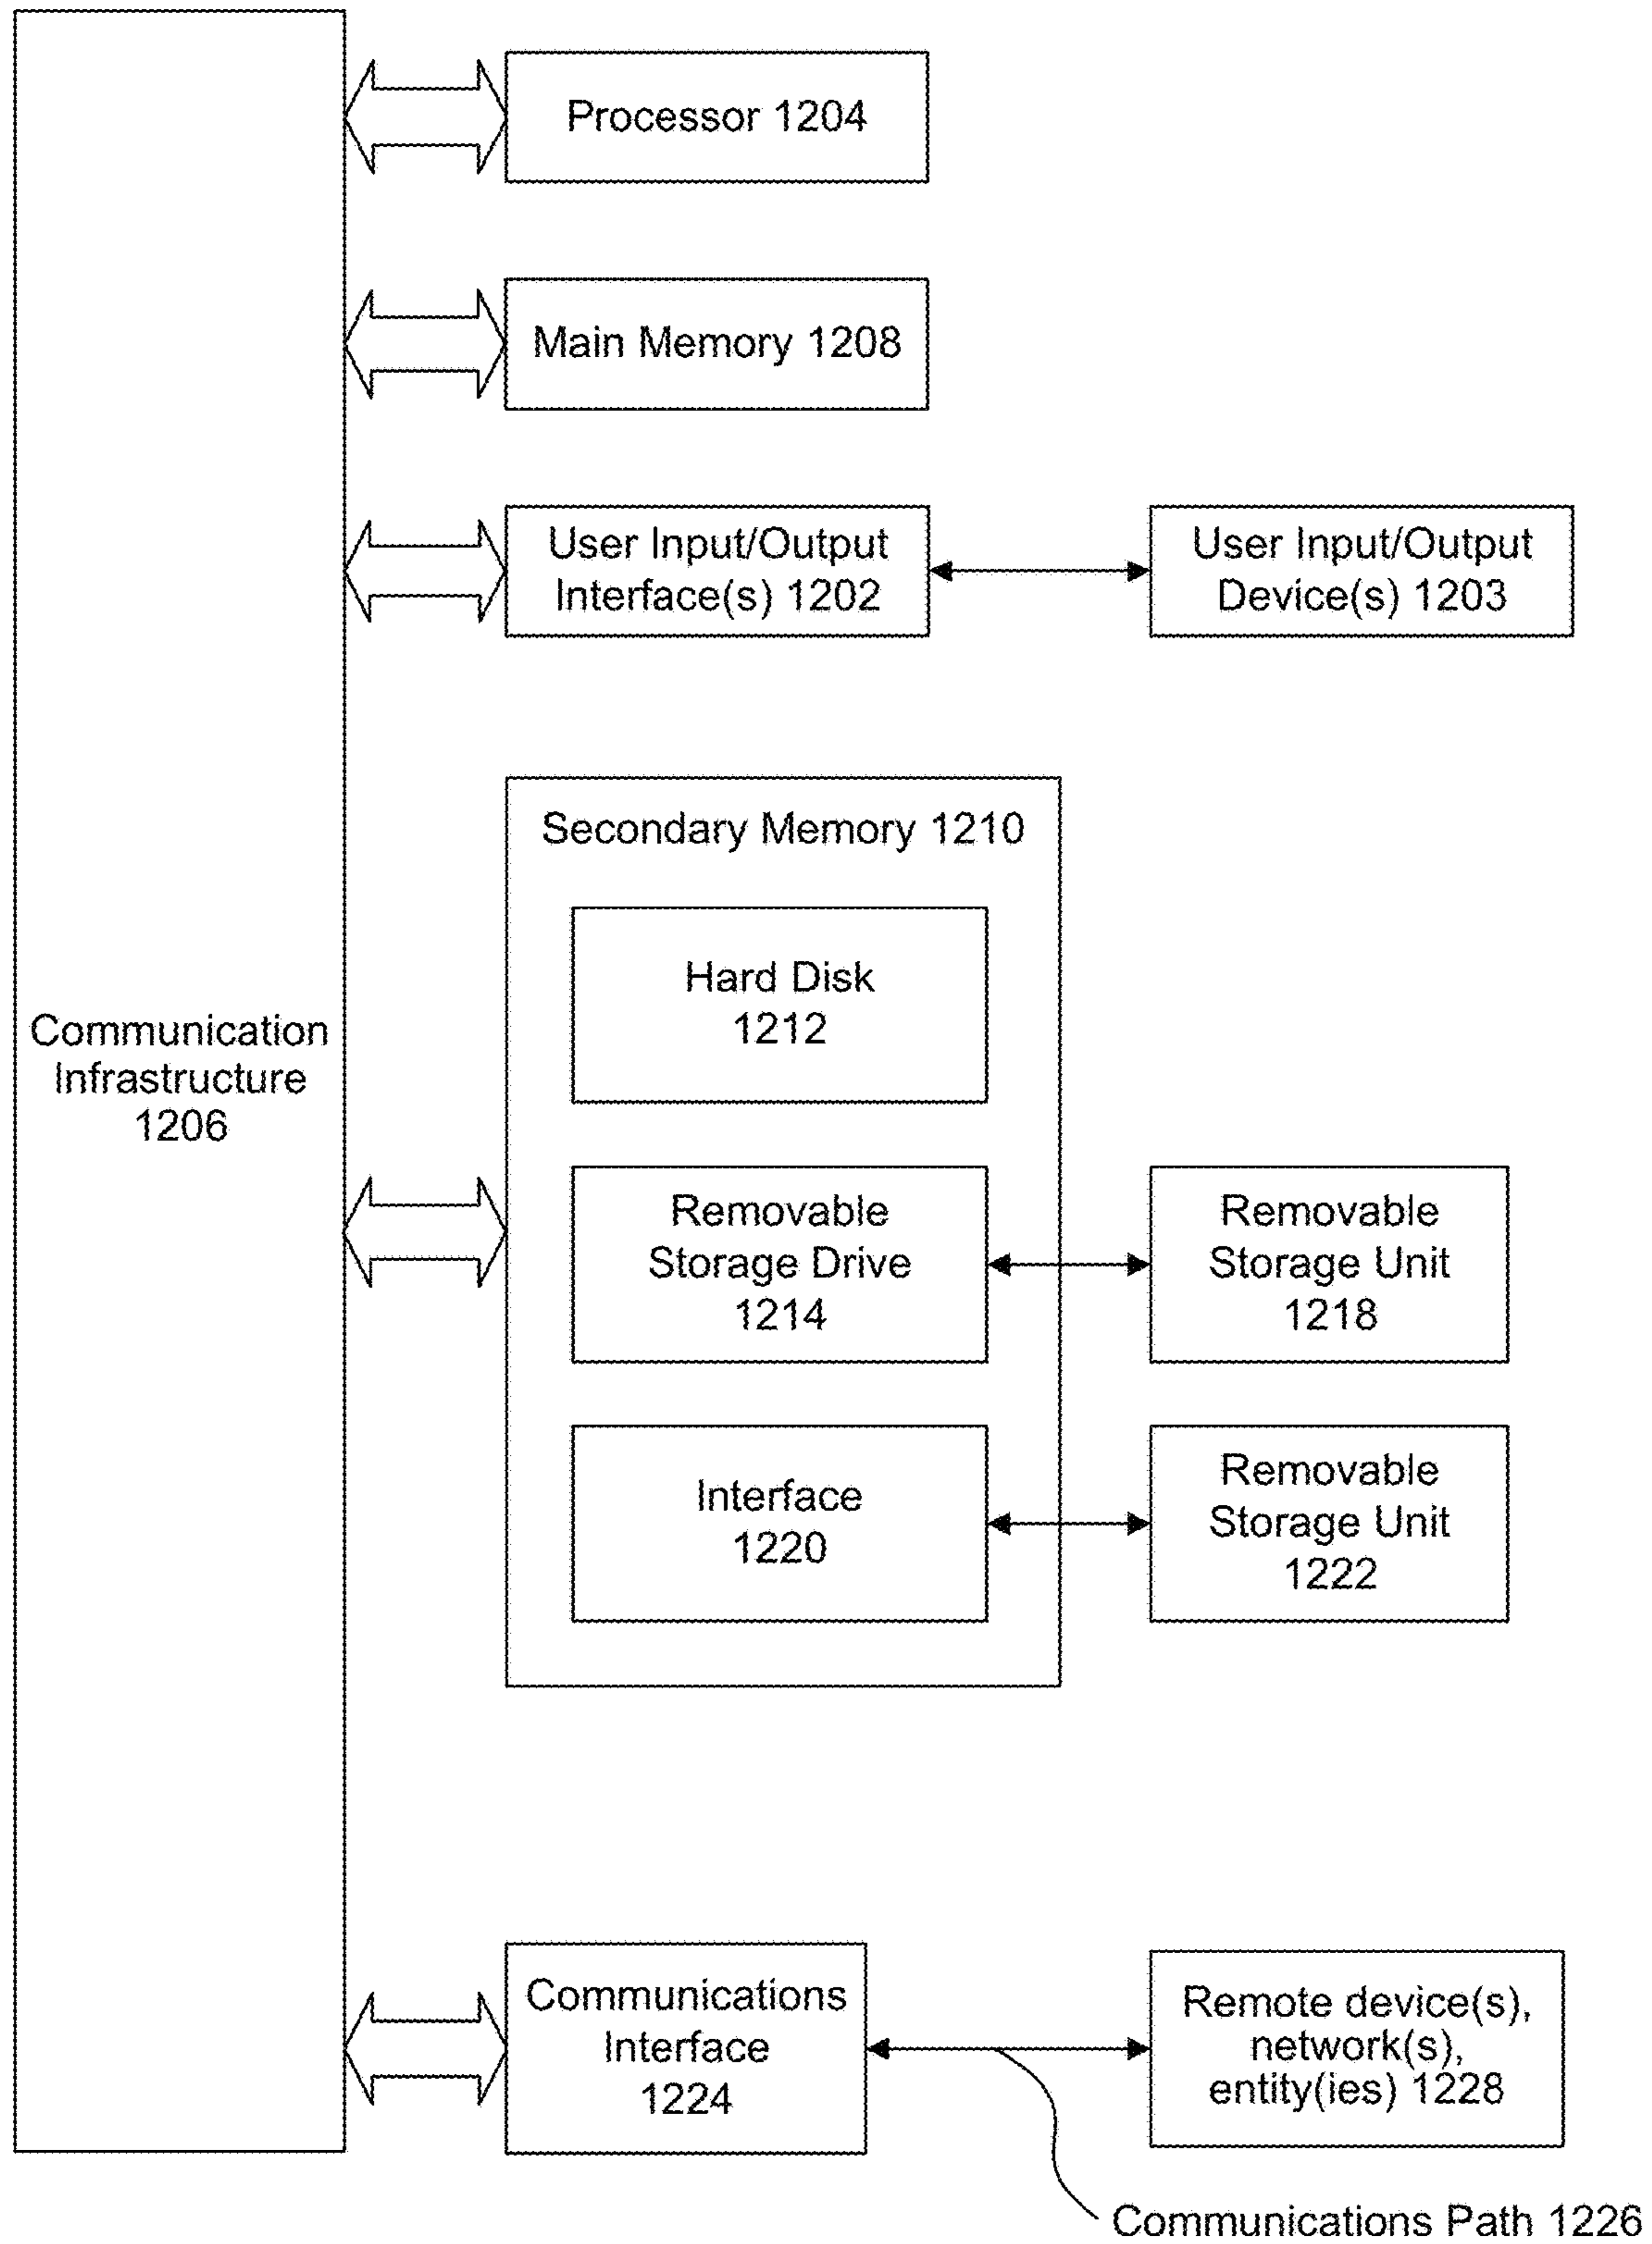 Processor 1204
Main Memory 1208
User Input/Output
Interface(s) 1202
User Input/Output
Device(s) 1203
Secondary Memory 1210
Hard Disk
1212
Communication
Infrastructure
1206
Removable
Storage Drive
1214
Removable
Storage Unit
1218
Interface
1220
Removable
Storage Unit
1222
Communications
Interface
1224
Remote device(s),
network(s),
entity(ies) 1228
Communications Path 1226